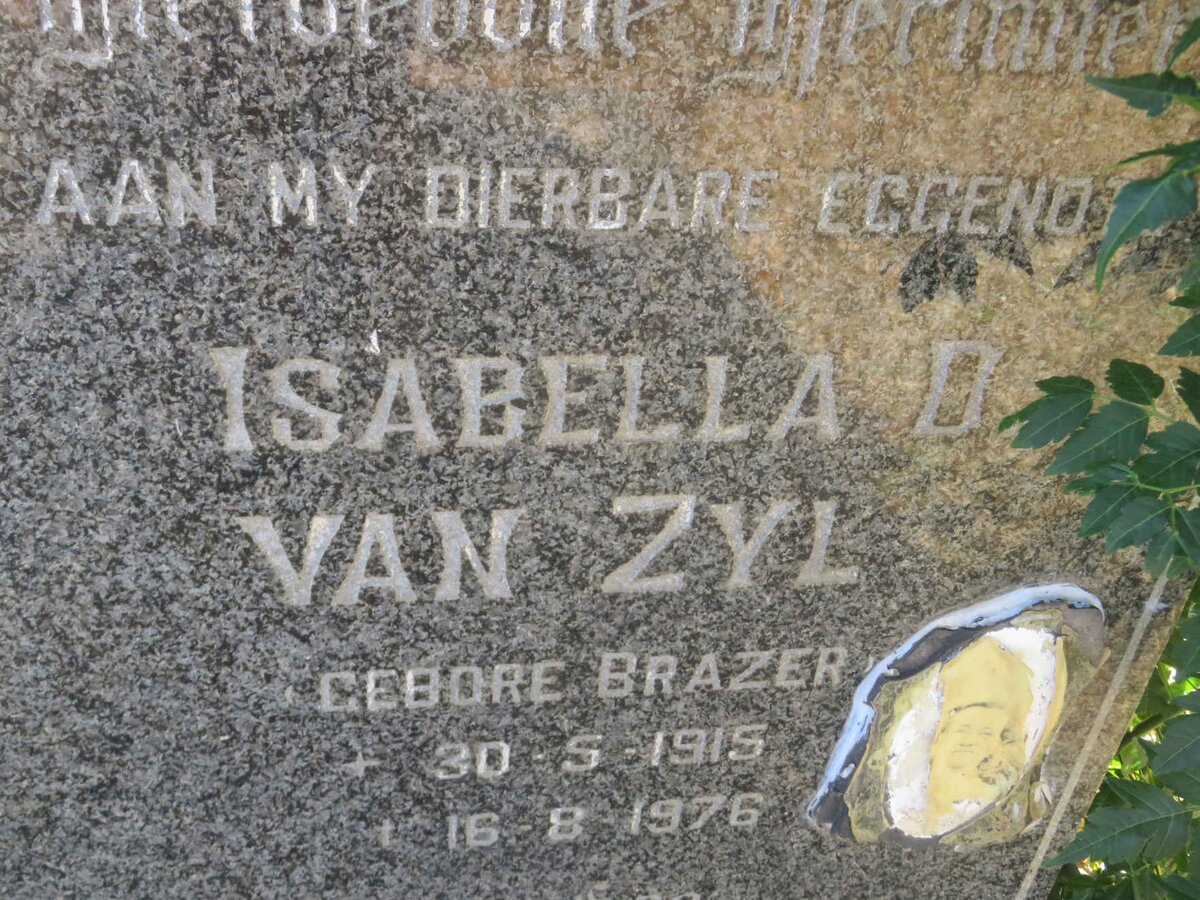 AAN MY DIERBARE EGGENO
ISABELLA D
VAN ZYL
(GEBORE BRAZER)
30-5-1915
† 16-8-1976